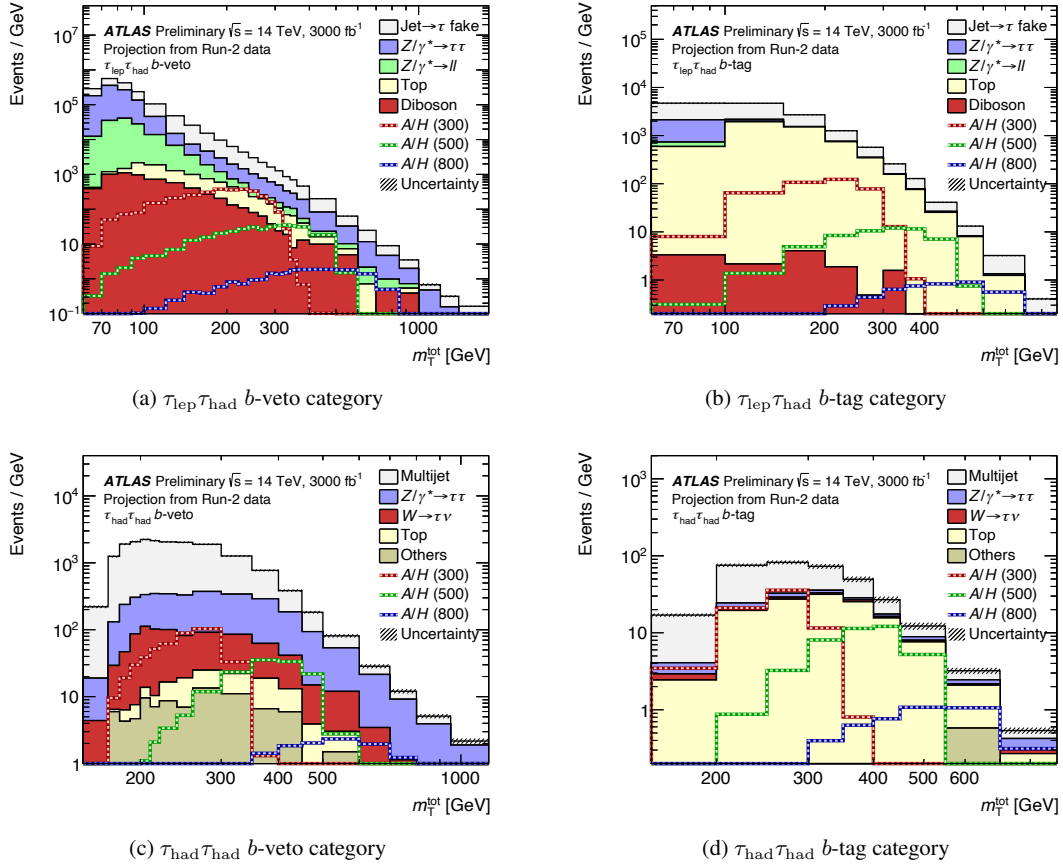 Events / GeV
10⁷
10⁵
10³
10
10⁻¹
ATLAS Preliminary √s = 14 TeV, 3000 fb⁻¹
Projection from Run-2 data
τlepτhad b-veto
Jet→τ fake
Z/γ*→ττ
Z/γ*→ll
Top
Diboson
A/H (300)
A/H (500)
A/H (800)
Uncertainty
70 100 200 300 1000
mTtot [GeV]
(a) τlepτhad b-veto category
Events / GeV
10⁵
10⁴
10³
10²
10
1
ATLAS Preliminary √s = 14 TeV, 3000 fb⁻¹
Projection from Run-2 data
τlepτhad b-tag
Jet→τ fake
Z/γ*→ττ
Z/γ*→ll
Top
Diboson
A/H (300)
A/H (500)
A/H (800)
Uncertainty
70 100 200 300 400
mTtot [GeV]
(b) τlepτhad b-tag category
Events / GeV
10⁴
10³
10²
10
1
ATLAS Preliminary √s = 14 TeV, 3000 fb⁻¹
Projection from Run-2 data
τhadτhad b-veto
Multijet
Z/γ*→ττ
W→τν
Top
Others
A/H (300)
A/H (500)
A/H (800)
Uncertainty
200 300 400 500 1000
mTtot [GeV]
(c) τhadτhad b-veto category
Events / GeV
10³
10²
10
1
ATLAS Preliminary √s = 14 TeV, 3000 fb⁻¹
Projection from Run-2 data
τhadτhad b-tag
Multijet
Z/γ*→ττ
W→τν
Top
Others
A/H (300)
A/H (500)
A/H (800)
Uncertainty
200 300 400 500 600
mTtot [GeV]
(d) τhadτhad b-tag category